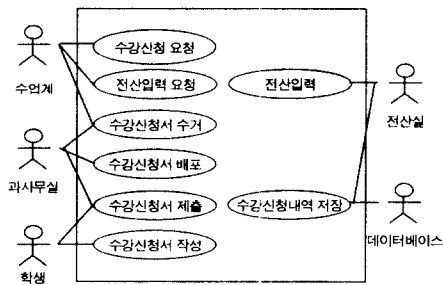 수강신청 요청
수업계
전산입력 요청
전산입력
수강신청서 수거
전산실
수강신청서 배포
과사무실
수강신청서 제출
수강신청내역 저장
데이터베이스
수강신청서 작성
학생